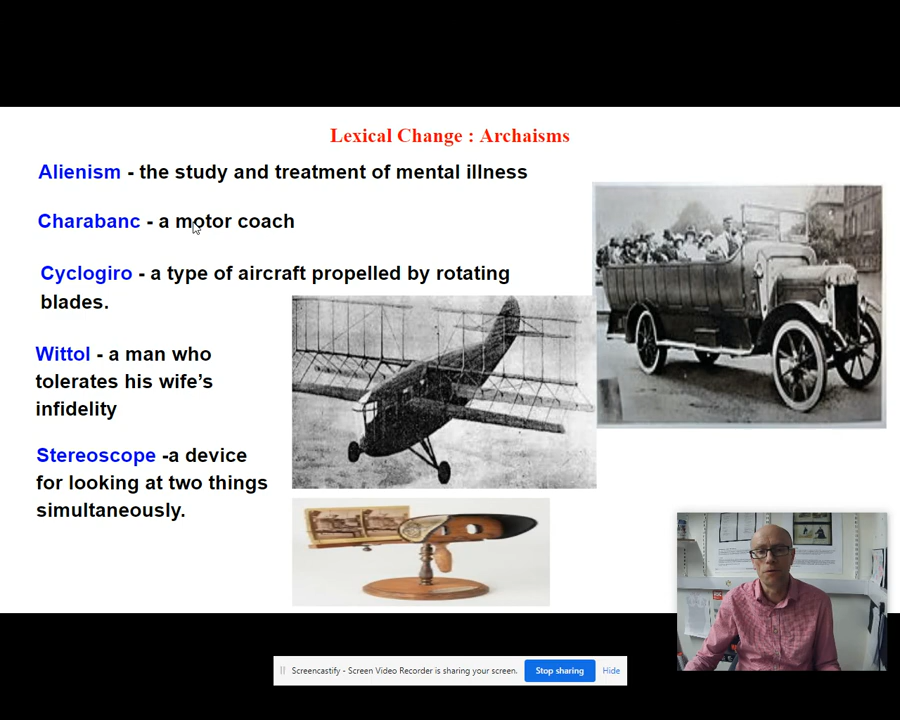 Lexical Change : Archaisms
Alienism - the study and treatment of mental illness
Charabanc - a motor coach
Cyclogiro - a type of aircraft propelled by rotating
blades.
Wittol - a man who
tolerates his wife’s
infidelity
Stereoscope -a device
for looking at two things
simultaneously.
Screencastify - Screen Video Recorder is sharing your screen.
Stop sharing
Hide